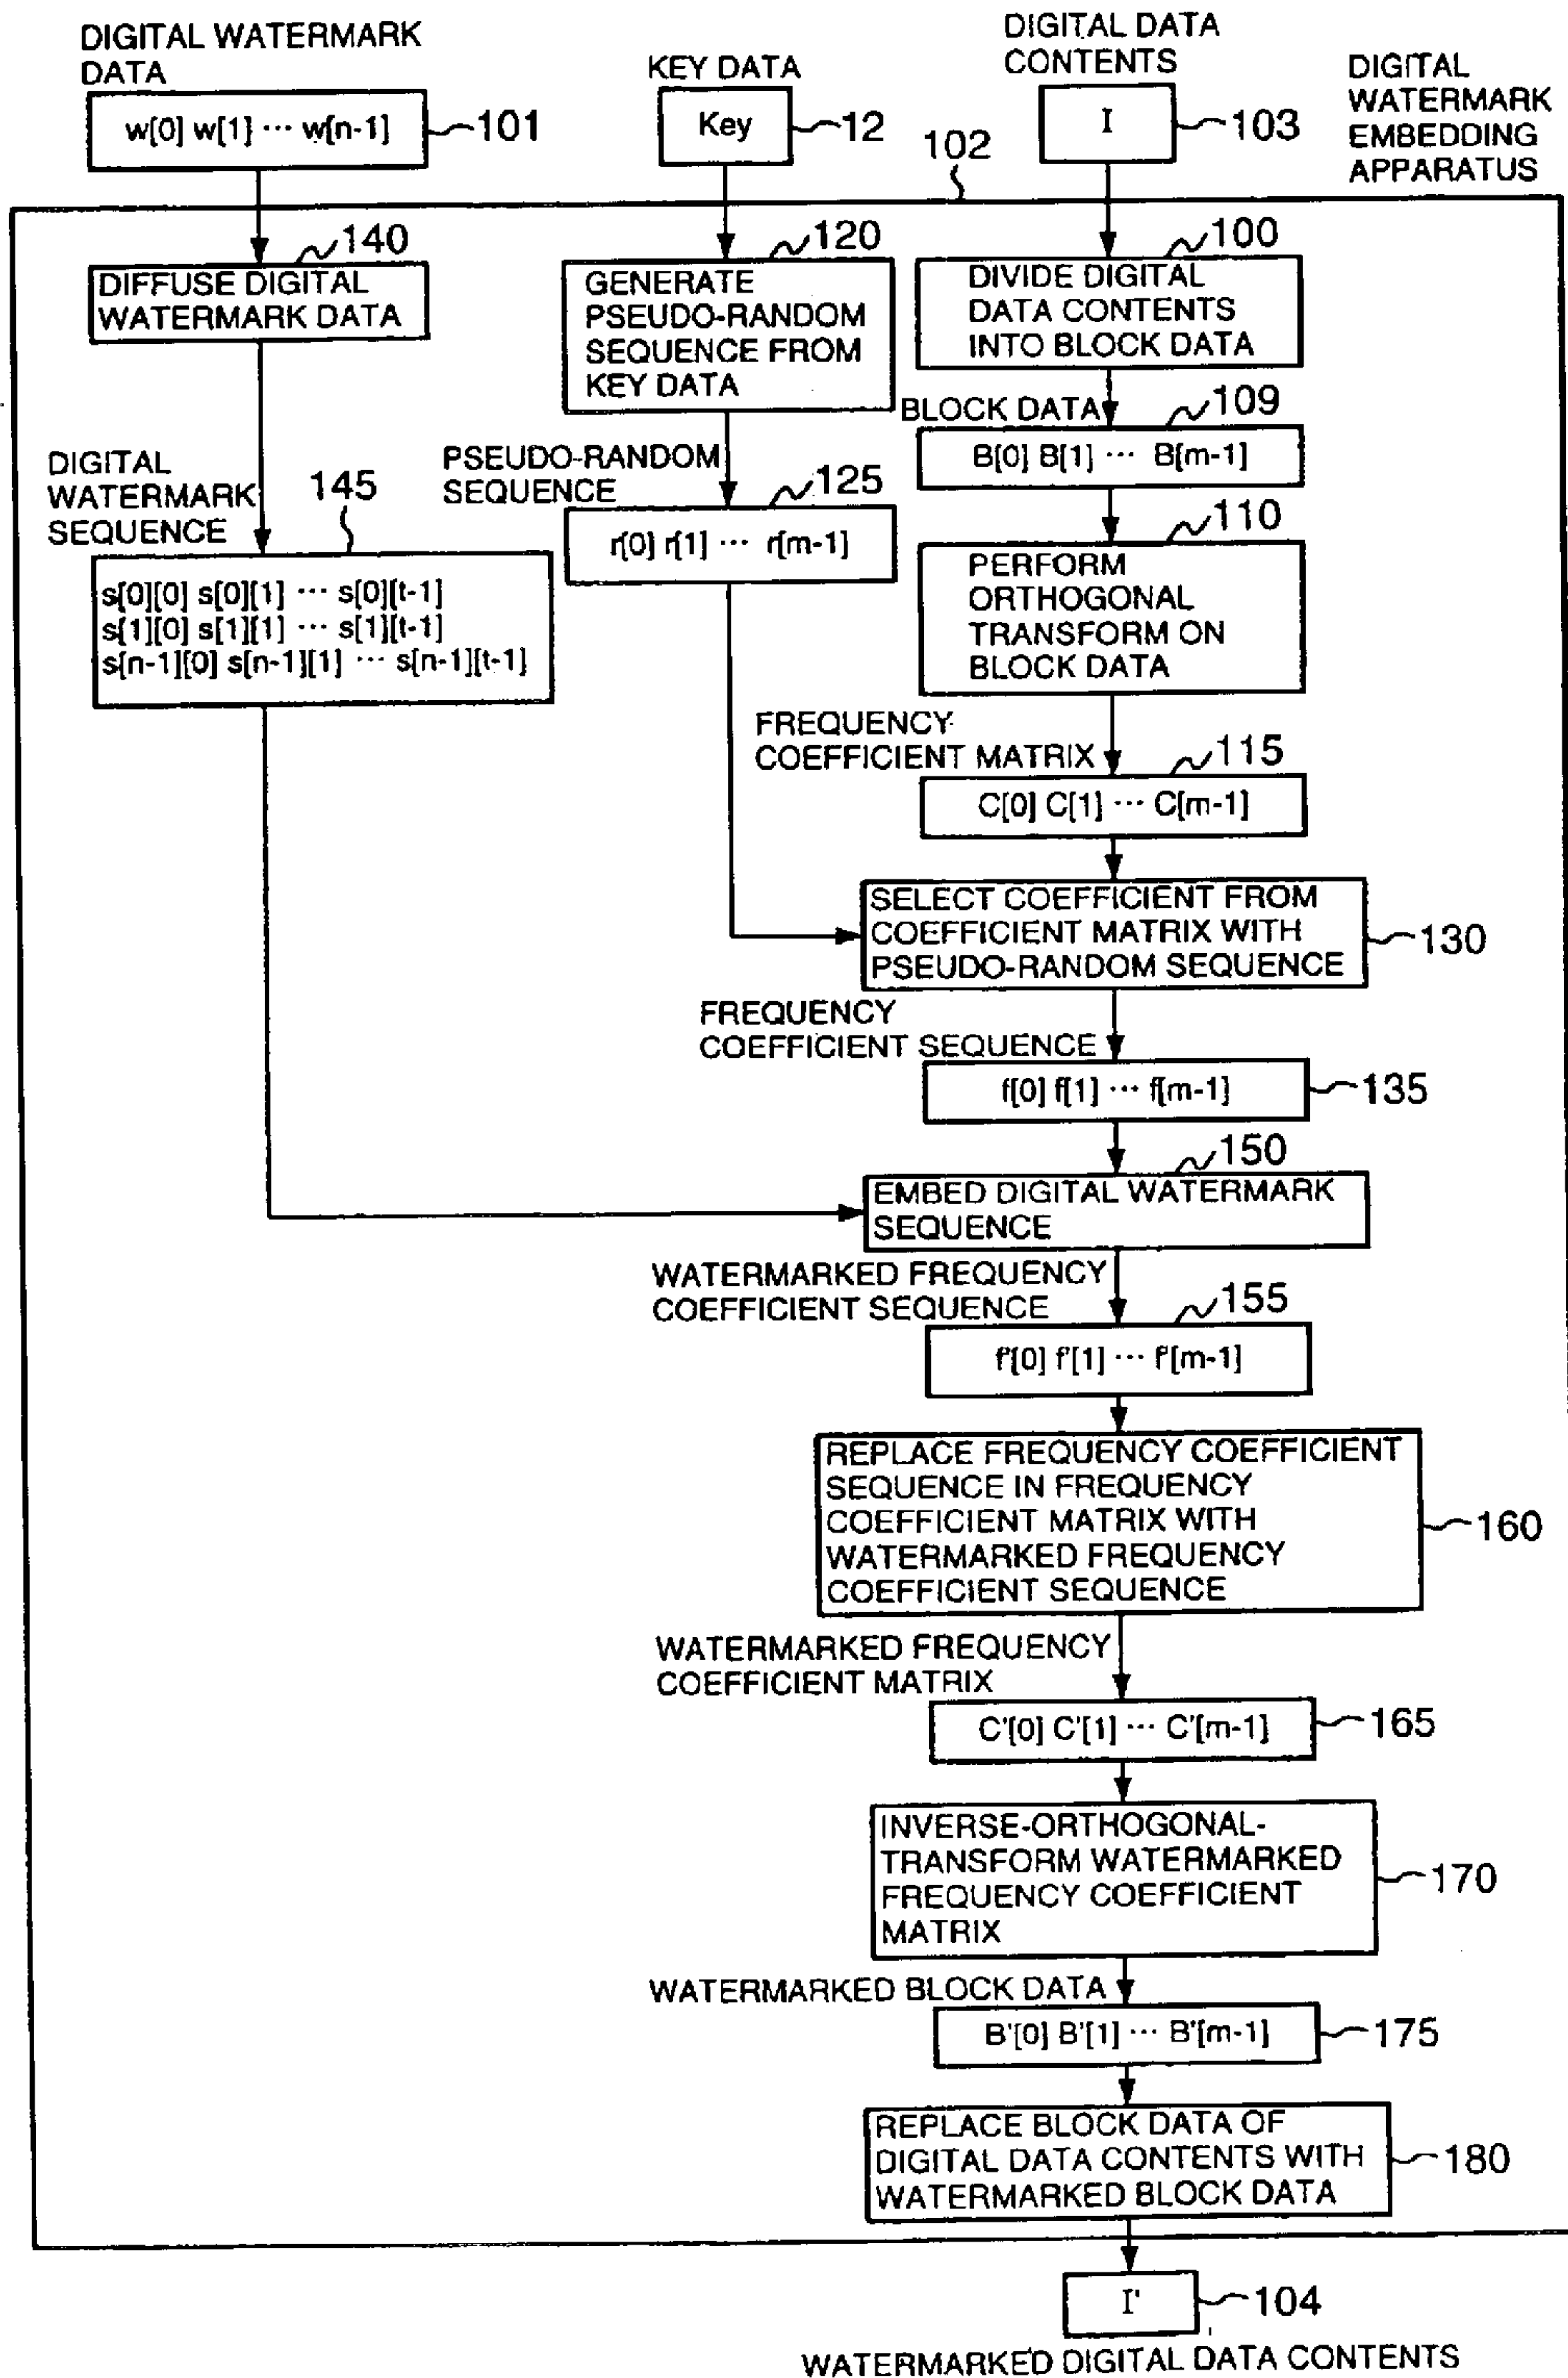 DIGITAL WATERMARK
DATA
w[0] w[1] ··· w[n-1]
101
KEY DATA
Key
12
DIGITAL DATA
CONTENTS
I
103
102
DIGITAL
WATERMARK
EMBEDDING
APPARATUS
140
DIFFUSE DIGITAL
WATERMARK DATA
120
GENERATE
PSEUDO-RANDOM
SEQUENCE FROM
KEY DATA
100
DIVIDE DIGITAL
DATA CONTENTS
INTO BLOCK DATA
BLOCK DATA
109
B[0] B[1] ··· B[m-1]
DIGITAL
WATERMARK
SEQUENCE
145
s[0][0] s[0][1] ··· s[0][t-1]
s[1][0] s[1][1] ··· s[1][t-1]
s[n-1][0] s[n-1][1] ··· s[n-1][t-1]
PSEUDO-RANDOM
SEQUENCE
125
r[0] r[1] ··· r[m-1]
110
PERFORM
ORTHOGONAL
TRANSFORM ON
BLOCK DATA
FREQUENCY
COEFFICIENT MATRIX
115
C[0] C[1] ··· C[m-1]
SELECT COEFFICIENT FROM
COEFFICIENT MATRIX WITH
PSEUDO-RANDOM SEQUENCE
130
FREQUENCY
COEFFICIENT SEQUENCE
f[0] f[1] ··· f[m-1]
135
150
EMBED DIGITAL WATERMARK
SEQUENCE
WATERMARKED FREQUENCY
COEFFICIENT SEQUENCE
155
f'[0] f'[1] ··· f'[m-1]
REPLACE FREQUENCY COEFFICIENT
SEQUENCE IN FREQUENCY
COEFFICIENT MATRIX WITH
WATERMARKED FREQUENCY
COEFFICIENT SEQUENCE
160
WATERMARKED FREQUENCY
COEFFICIENT MATRIX
C'[0] C'[1] ··· C'[m-1]
165
INVERSE-ORTHOGONAL-
TRANSFORM WATERMARKED
FREQUENCY COEFFICIENT
MATRIX
170
WATERMARKED BLOCK DATA
B'[0] B'[1] ··· B'[m-1]
175
REPLACE BLOCK DATA OF
DIGITAL DATA CONTENTS WITH
WATERMARKED BLOCK DATA
180
I'
104
WATERMARKED DIGITAL DATA CONTENTS